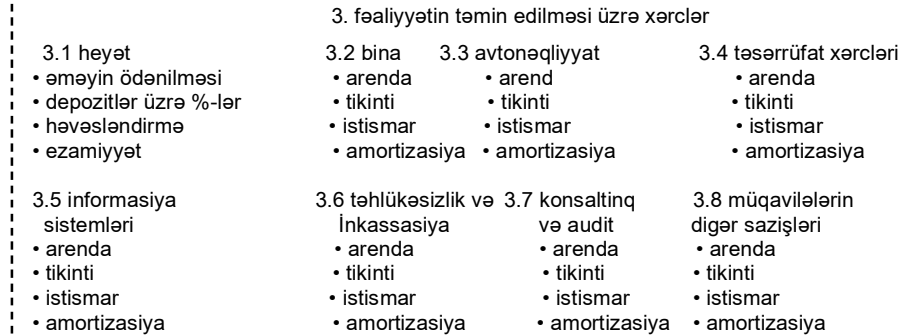 3. fəaliyyətin təmin edilməsi üzrə xərclər
3.1 heyət 3.2 bina 3.3 avtonəqliyyat 3.4 təsərrüfat xərcləri
• əməyin ödənilməsi • arenda • arend • arenda
• depozitlər üzrə %-lər • tikinti • tikinti • tikinti
• həvəsləndirmə • istismar • istismar • istismar
• ezamiyyət • amortizasiya • amortizasiya • amortizasiya
3.5 informasiya 3.6 təhlükəsizlik və 3.7 konsaltinq 3.8 müqavilələrin
sistemləri İnkassasiya və audit digər sazişləri
• arenda • arenda • arenda • arenda
• tikinti • tikinti • tikinti • tikinti
• istismar • istismar • istismar • istismar
• amortizasiya • amortizasiya • amortizasiya • amortizasiya